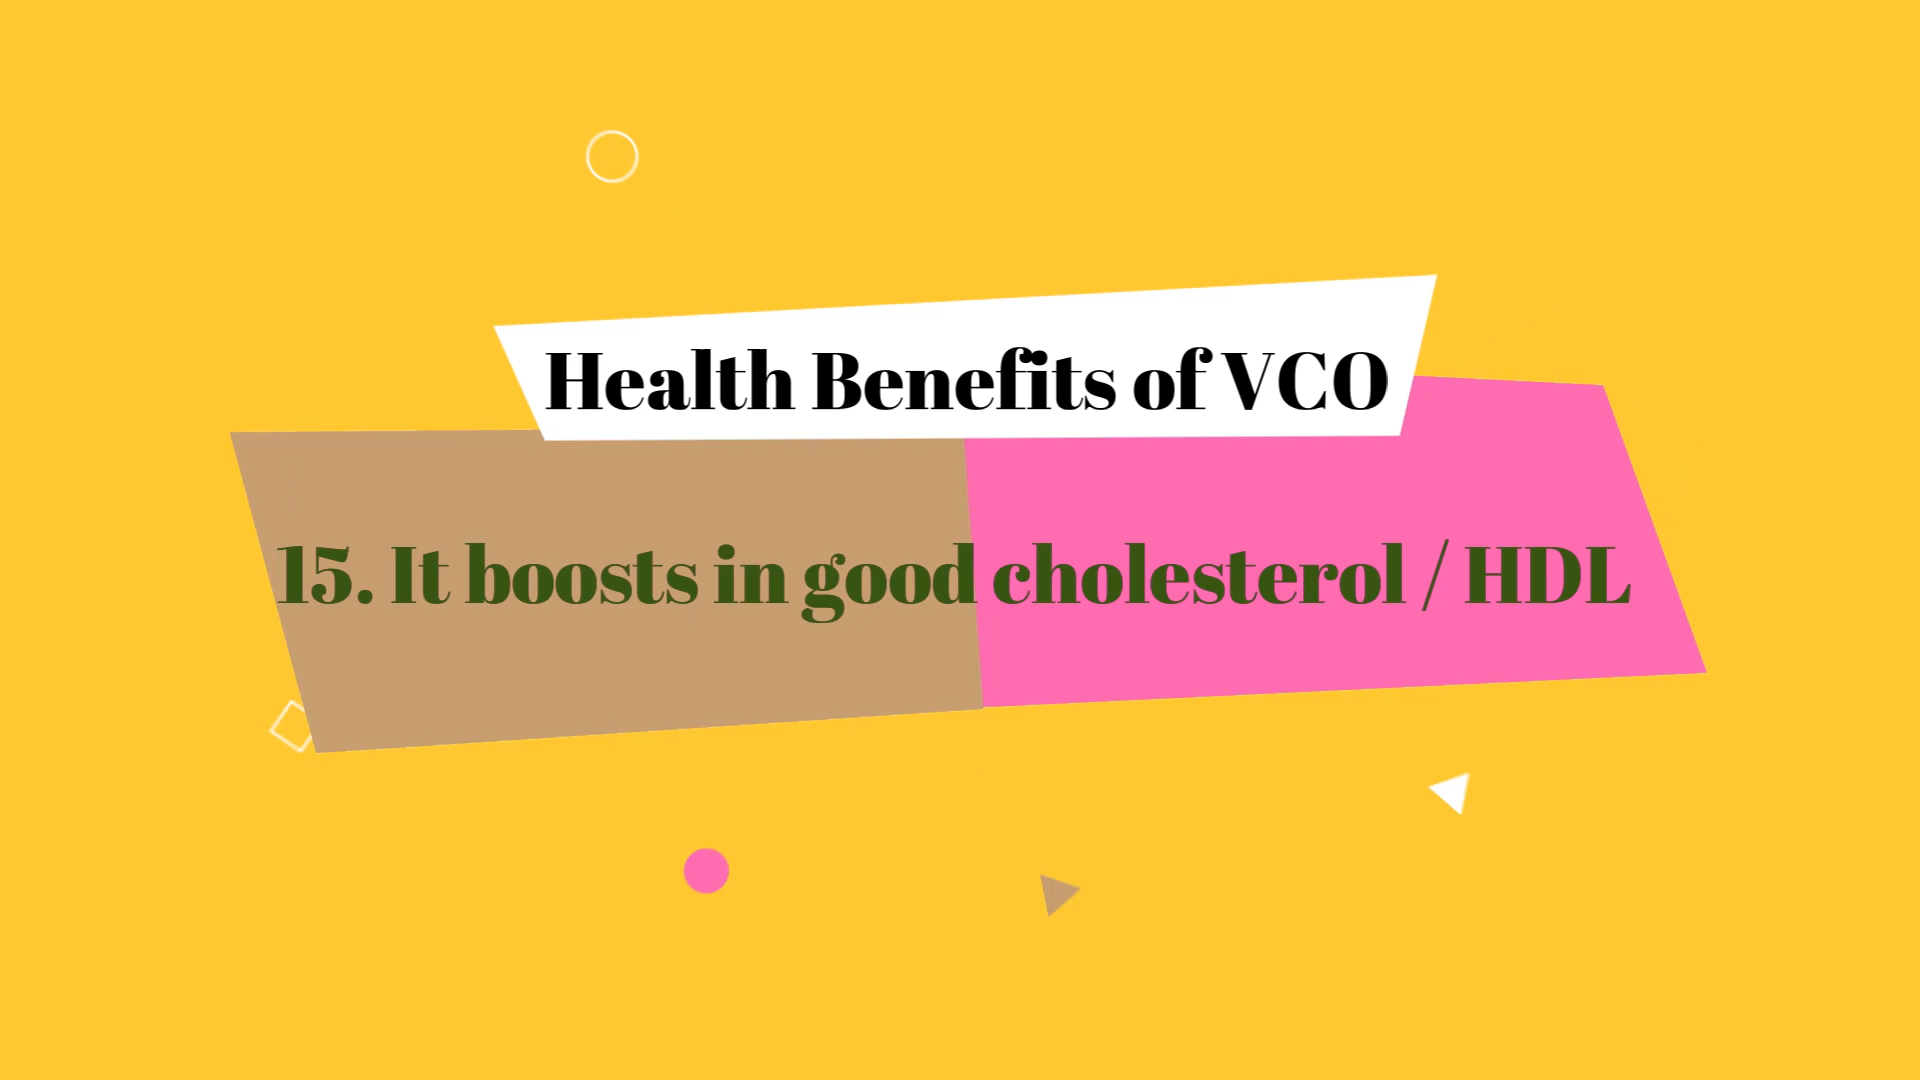 Health Benefits of VCO
15. It boosts in good cholesterol / HDL